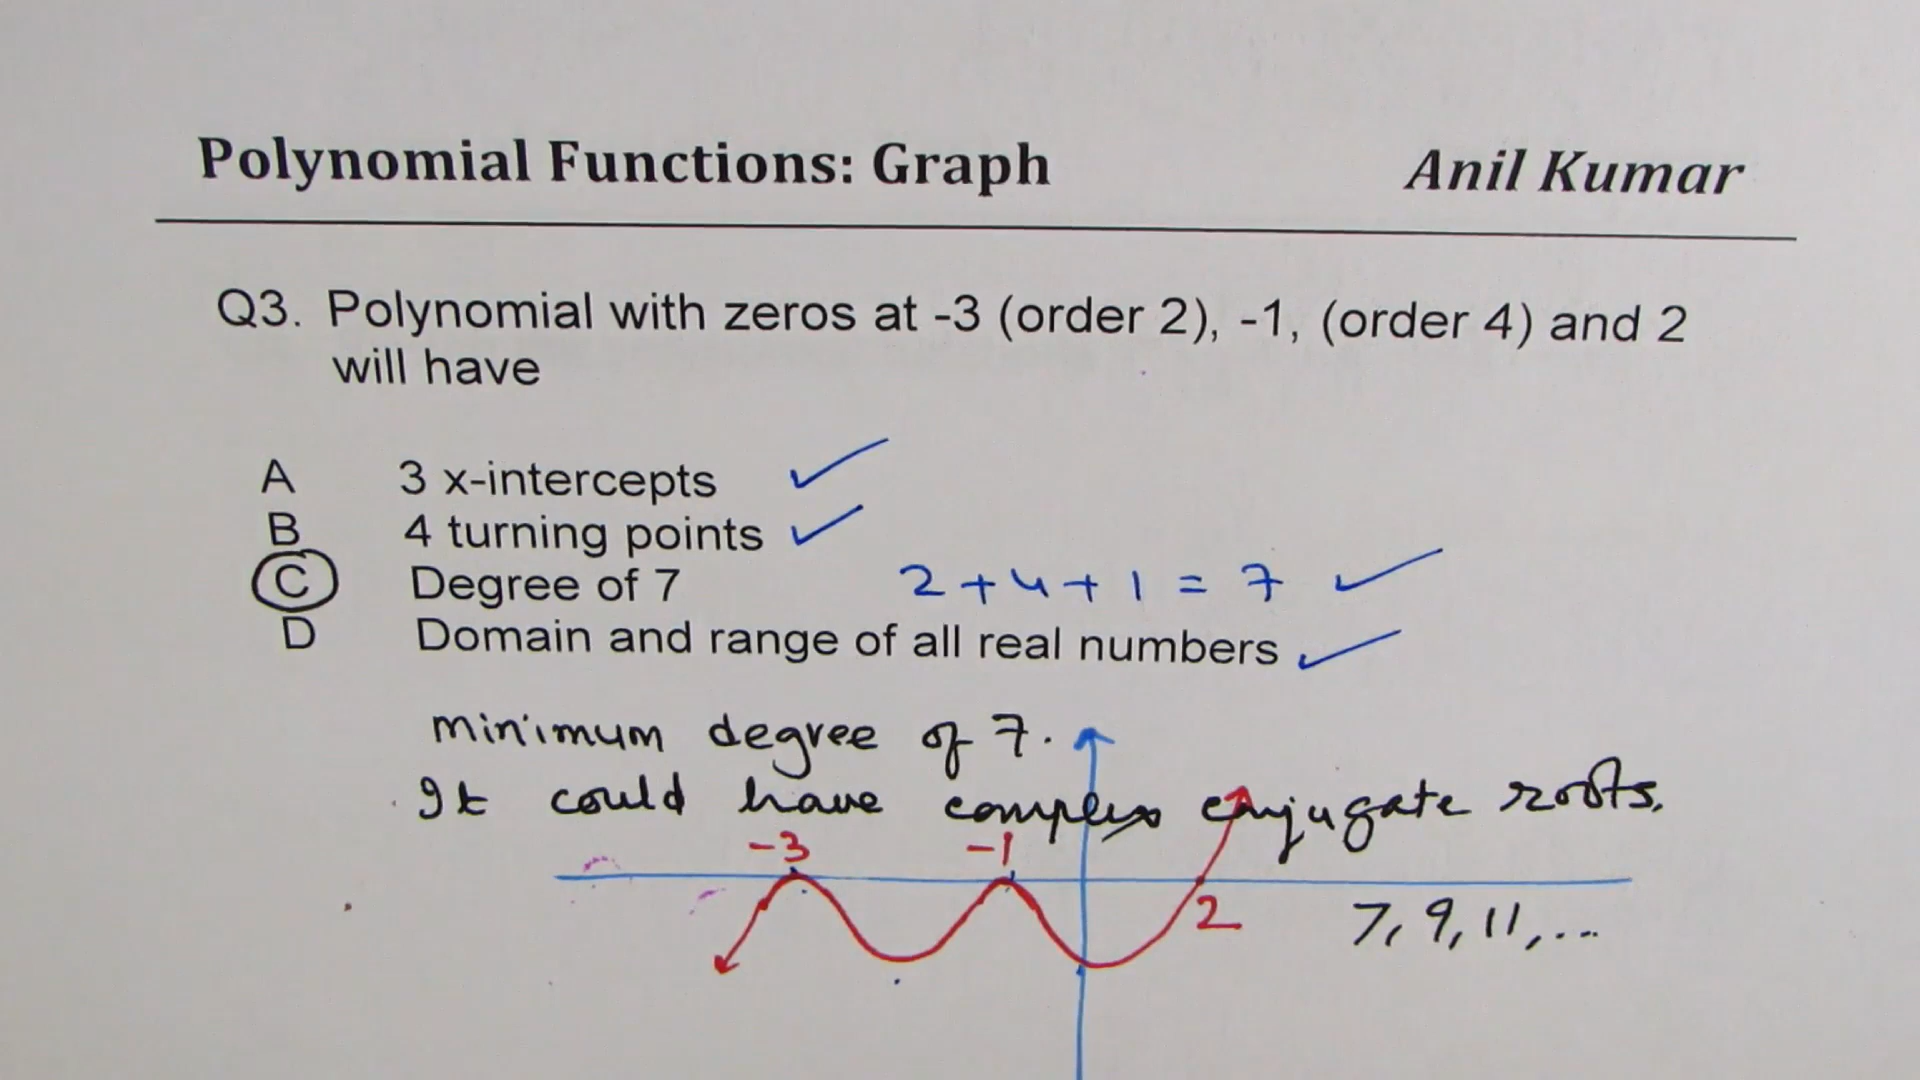 Polynomial Functions: Graph Anil Kumar
Q3. Polynomial with zeros at -3 (order 2), -1, (order 4) and 2
will have
A 3 x-intercepts
B 4 turning points
C Degree of 7 2 + 4 + 1 = 7
D Domain and range of all real numbers
minimum degree of 7.
It could have complex conjugate roots.
-3 -1
2 7, 9, 11, ...